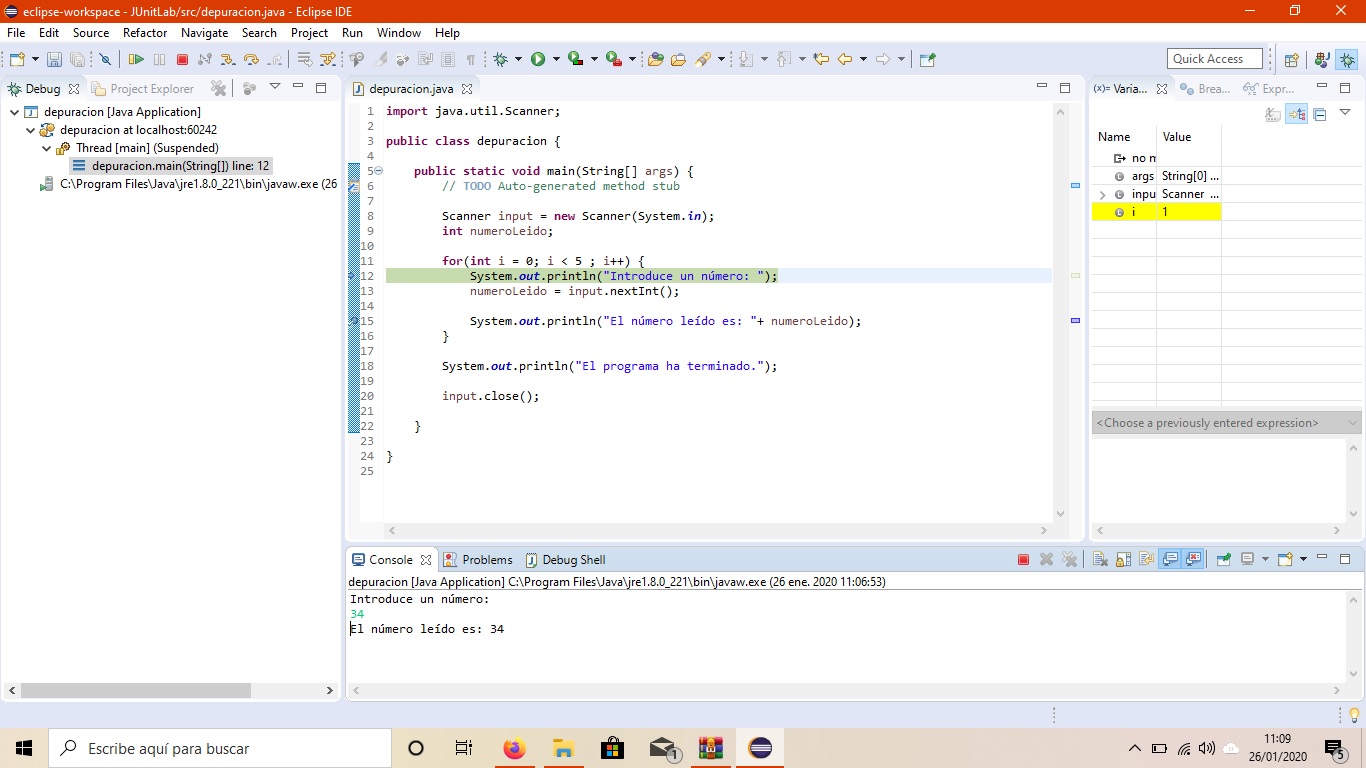 eclipse-workspace - JUnitLab/src/depuracion.java - Eclipse IDE
File Edit Source Refactor Navigate Search Project Run Window Help
Quick Access
Debug Project Explorer
depuracion [Java Application]
depuracion at localhost:60242
Thread [main] (Suspended)
depuracion.main(String[]) line: 12
C:\Program Files\Java\jre1.8.0_221\bin\javaw.exe (26
depuracion.java
1 import java.util.Scanner;
2
3 public class depuracion {
4
5 public static void main(String[] args) {
6 // TODO Auto-generated method stub
7
8 Scanner input = new Scanner(System.in);
9 int numeroLeido;
10
11 for(int i = 0; i < 5 ; i++) {
12 System.out.println("Introduce un número: ");
13 numeroLeido = input.nextInt();
14
15 System.out.println("El número leído es: "+ numeroLeido);
16 }
17
18 System.out.println("El programa ha terminado.");
19
20 input.close();
21
22 }
23
24 }
25
(x)= Varia... Brea... Expr...
Name Value
no m
args String[0] ...
inpu Scanner ...
i 1
<Choose a previously entered expression>
Console Problems Debug Shell
depuracion [Java Application] C:\Program Files\Java\jre1.8.0_221\bin\javaw.exe (26 ene. 2020 11:06:53)
Introduce un número:
34
El número leído es: 34
Escribe aquí para buscar
1
11:09
26/01/2020
5